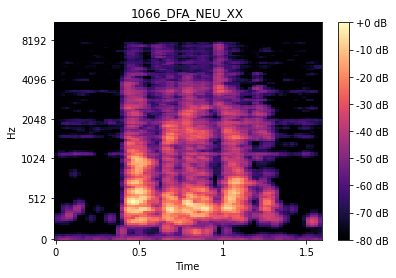 1066_DFA_NEU_XX
+0 dB
8192
-10 dB
4096
-20 dB
-30 dB
2048
Hz
-40 dB
1024
-50 dB
512
-60 dB
-70 dB
0
-80 dB
0
0.5
1
1.5
Time